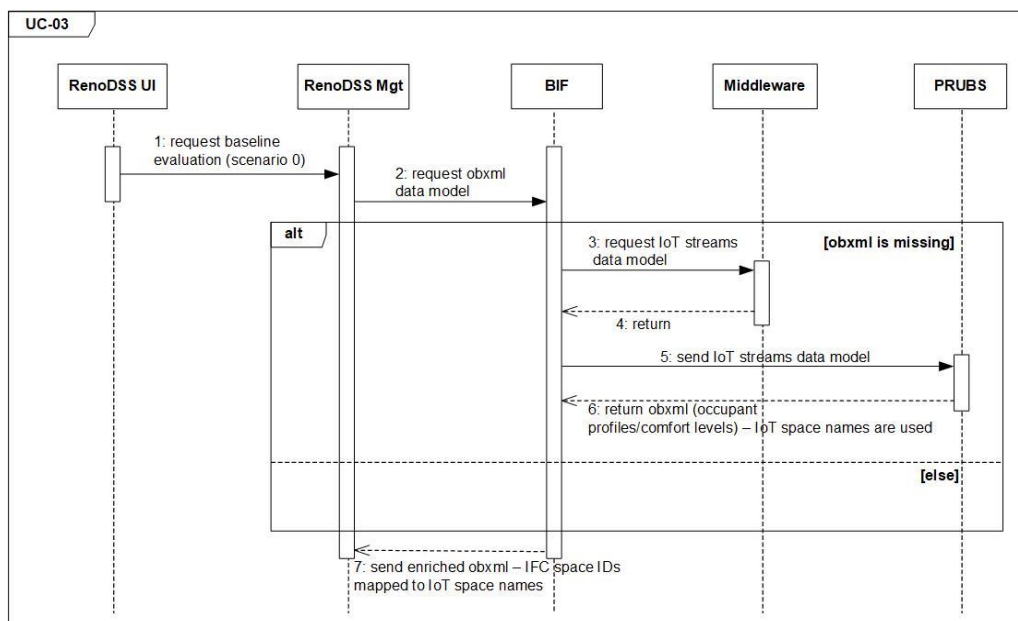 UC-03
RenoDSS UI
RenoDSS Mgt
BIF
Middleware
PRUBS
1: request baseline
evaluation (scenario 0)
2: request obxml
data model
alt
3: request IoT streams
data model
[obxml is missing]
4: return
5: send IoT streams data model
6: return obxml (occupant
profiles/comfort levels) – IoT space names are used
[else]
7: send enriched obxml – IFC space IDs
mapped to IoT space names